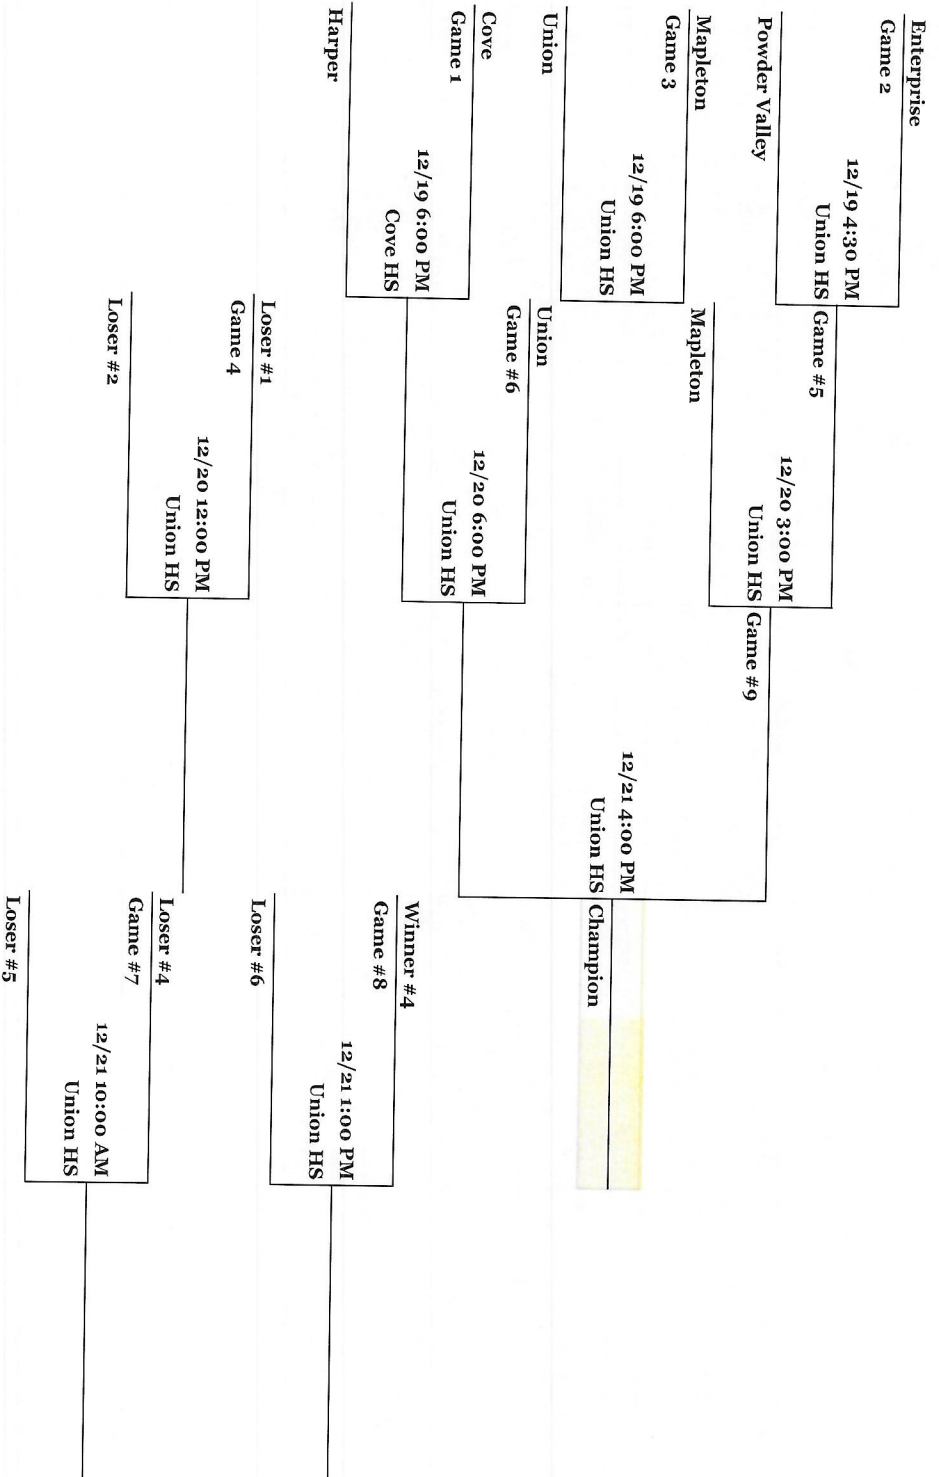 Enterprise
Game 2
12/19 4:30 PM
Union HS
Powder Valley
Game #5
12/20 3:00 PM
Union HS
Mapleton
Mapleton
Game 3
12/19 6:00 PM
Union HS
Union
Game #9
12/21 4:00 PM
Union HS
Champion
Union
Game #6
12/20 6:00 PM
Union HS
Cove
Game 1
12/19 6:00 PM
Cove HS
Harper
Winner #4
Game #8
12/21 1:00 PM
Union HS
Loser #6
Loser #1
Game 4
12/20 12:00 PM
Union HS
Loser #2
Loser #4
Game #7
12/21 10:00 AM
Union HS
Loser #5